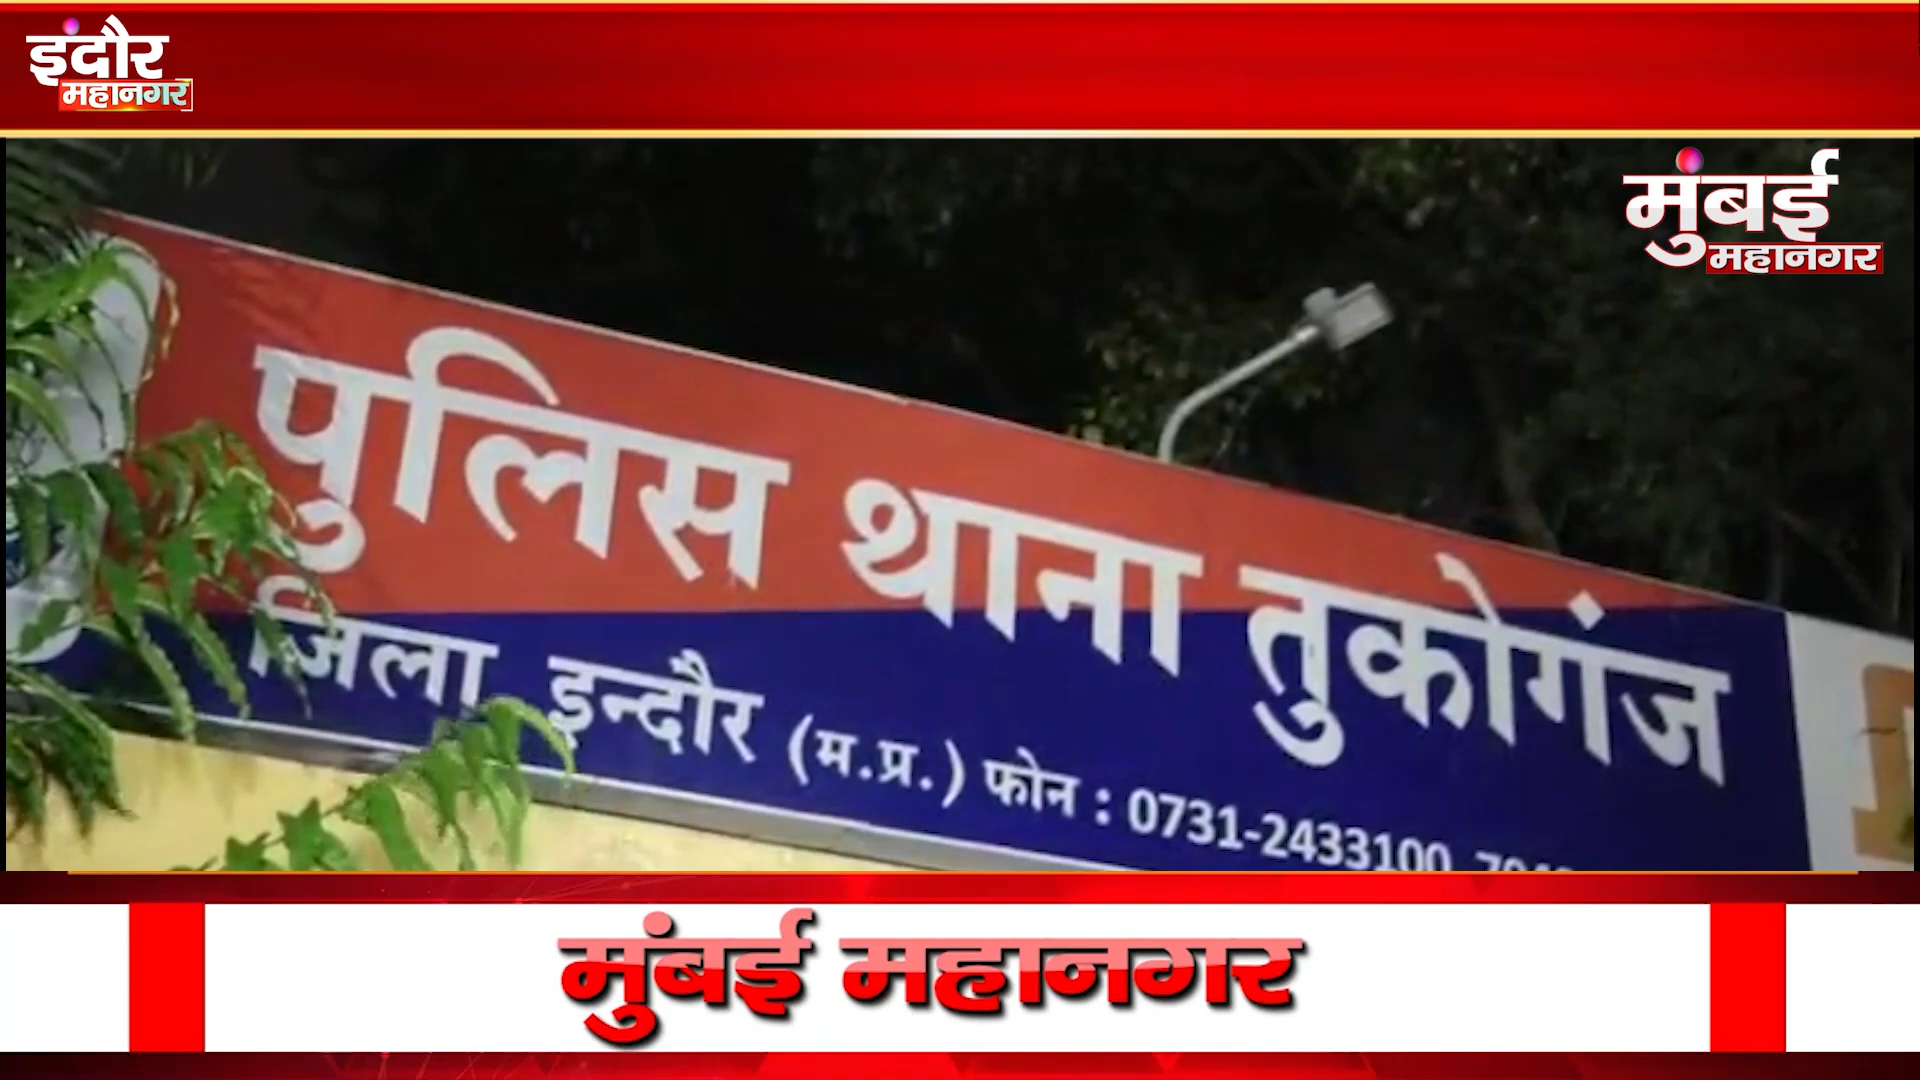 इंदौर
महानगर
मुंबई
महानगर
पुलिस थाना तुकोगंज
जिला इन्दौर (म.प्र.) फोन : 0731-2433100
मुंबई महानगर